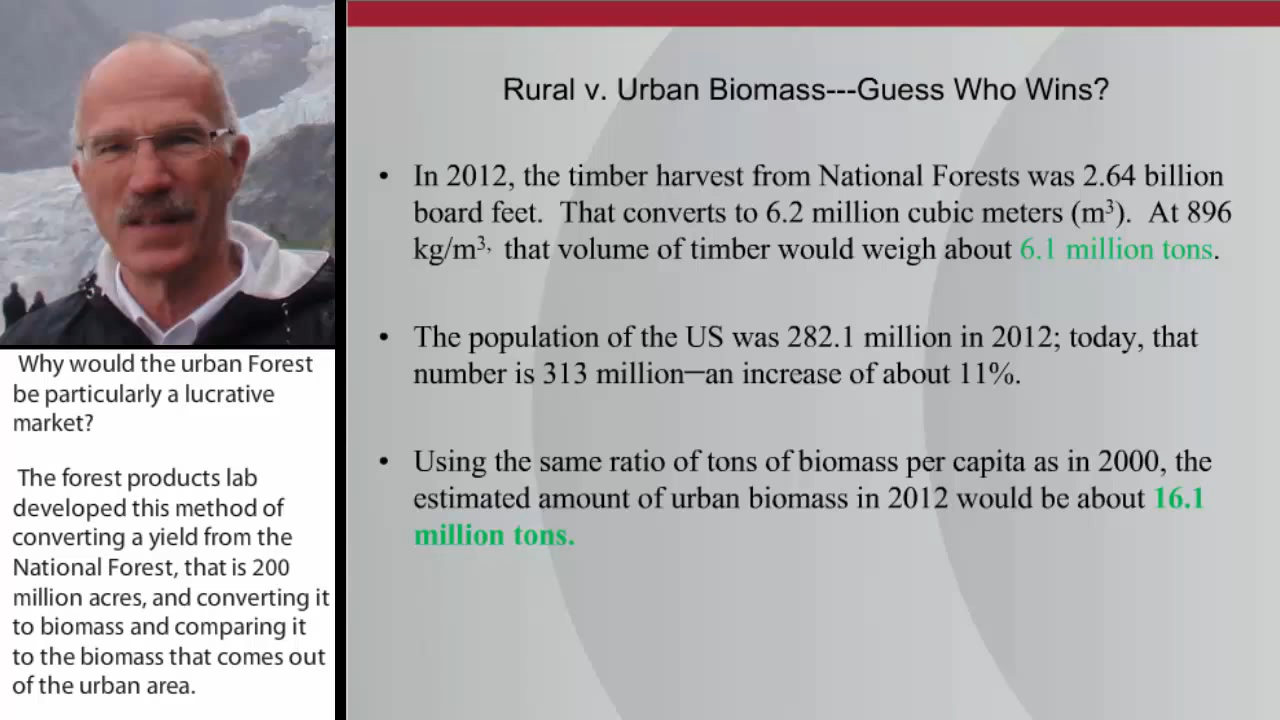 Why would the urban Forest
be particularly a lucrative
market?
The forest products lab
developed this method of
converting a yield from the
National Forest, that is 200
million acres, and converting it
to biomass and comparing it
to the biomass that comes out
of the urban area.
Rural v. Urban Biomass---Guess Who Wins?
• In 2012, the timber harvest from National Forests was 2.64 billion
board feet. That converts to 6.2 million cubic meters (m³). At 896
kg/m³, that volume of timber would weigh about 6.1 million tons.
• The population of the US was 282.1 million in 2012; today, that
number is 313 million—an increase of about 11%.
• Using the same ratio of tons of biomass per capita as in 2000, the
estimated amount of urban biomass in 2012 would be about 16.1
million tons.